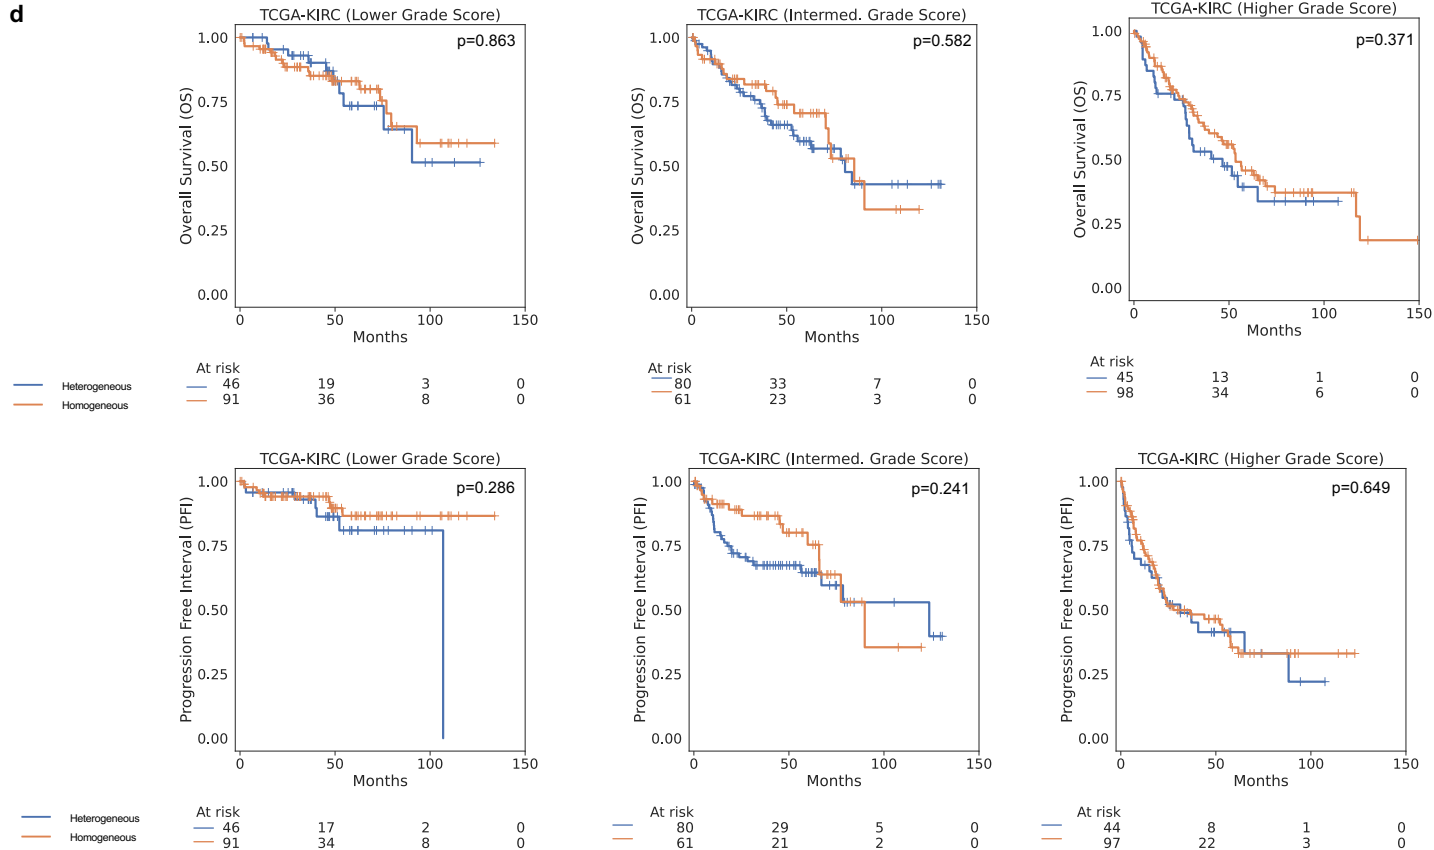 d
TCGA-KIRC (Lower Grade Score)
p=0.863
Overall Survival (OS)
1.00
0.75
0.50
0.25
0.00
0 50 100 150
Months
At risk
46 19 3 0
91 36 8 0
TCGA-KIRC (Intermed. Grade Score)
p=0.582
Overall Survival (OS)
1.00
0.75
0.50
0.25
0.00
0 50 100 150
Months
At risk
80 33 7 0
61 23 3 0
TCGA-KIRC (Higher Grade Score)
p=0.371
Overall Survival (OS)
1.00
0.75
0.50
0.25
0.00
0 50 100 150
Months
At risk
45 13 1 0
98 34 6 0
Heterogeneous
Homogeneous
TCGA-KIRC (Lower Grade Score)
p=0.286
Progression Free Interval (PFI)
1.00
0.75
0.50
0.25
0.00
0 50 100 150
Months
At risk
46 17 2 0
91 34 8 0
TCGA-KIRC (Intermed. Grade Score)
p=0.241
Progression Free Interval (PFI)
1.00
0.75
0.50
0.25
0.00
0 50 100 150
Months
At risk
80 29 5 0
61 21 2 0
TCGA-KIRC (Higher Grade Score)
p=0.649
Progression Free Interval (PFI)
1.00
0.75
0.50
0.25
0.00
0 50 100 150
Months
At risk
44 8 1 0
97 22 3 0
Heterogeneous
Homogeneous